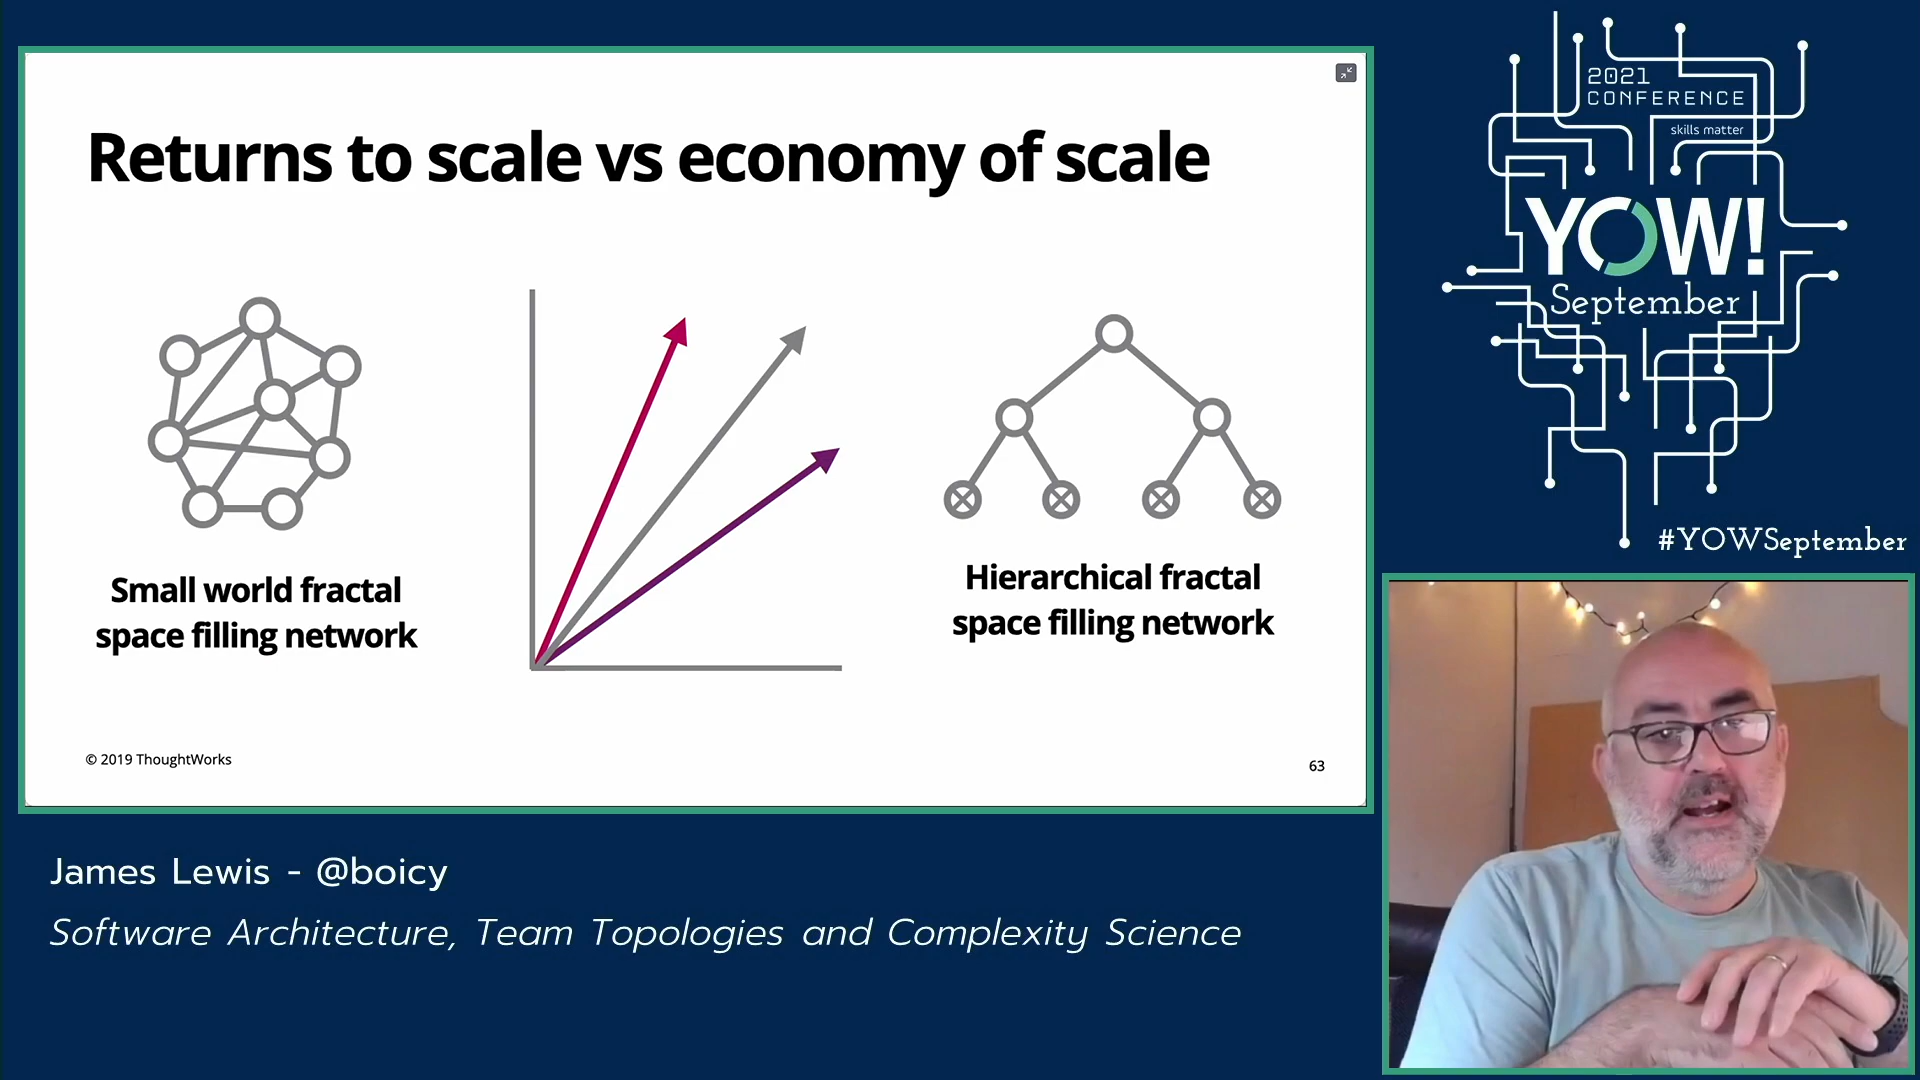 Returns to scale vs economy of scale
Small world fractal
space filling network
Hierarchical fractal
space filling network
© 2019 ThoughtWorks
63
2021
CONFERENCE
skills matter
YOW!
September
#YOWSeptember
James Lewis - @boicy
Software Architecture, Team Topologies and Complexity Science